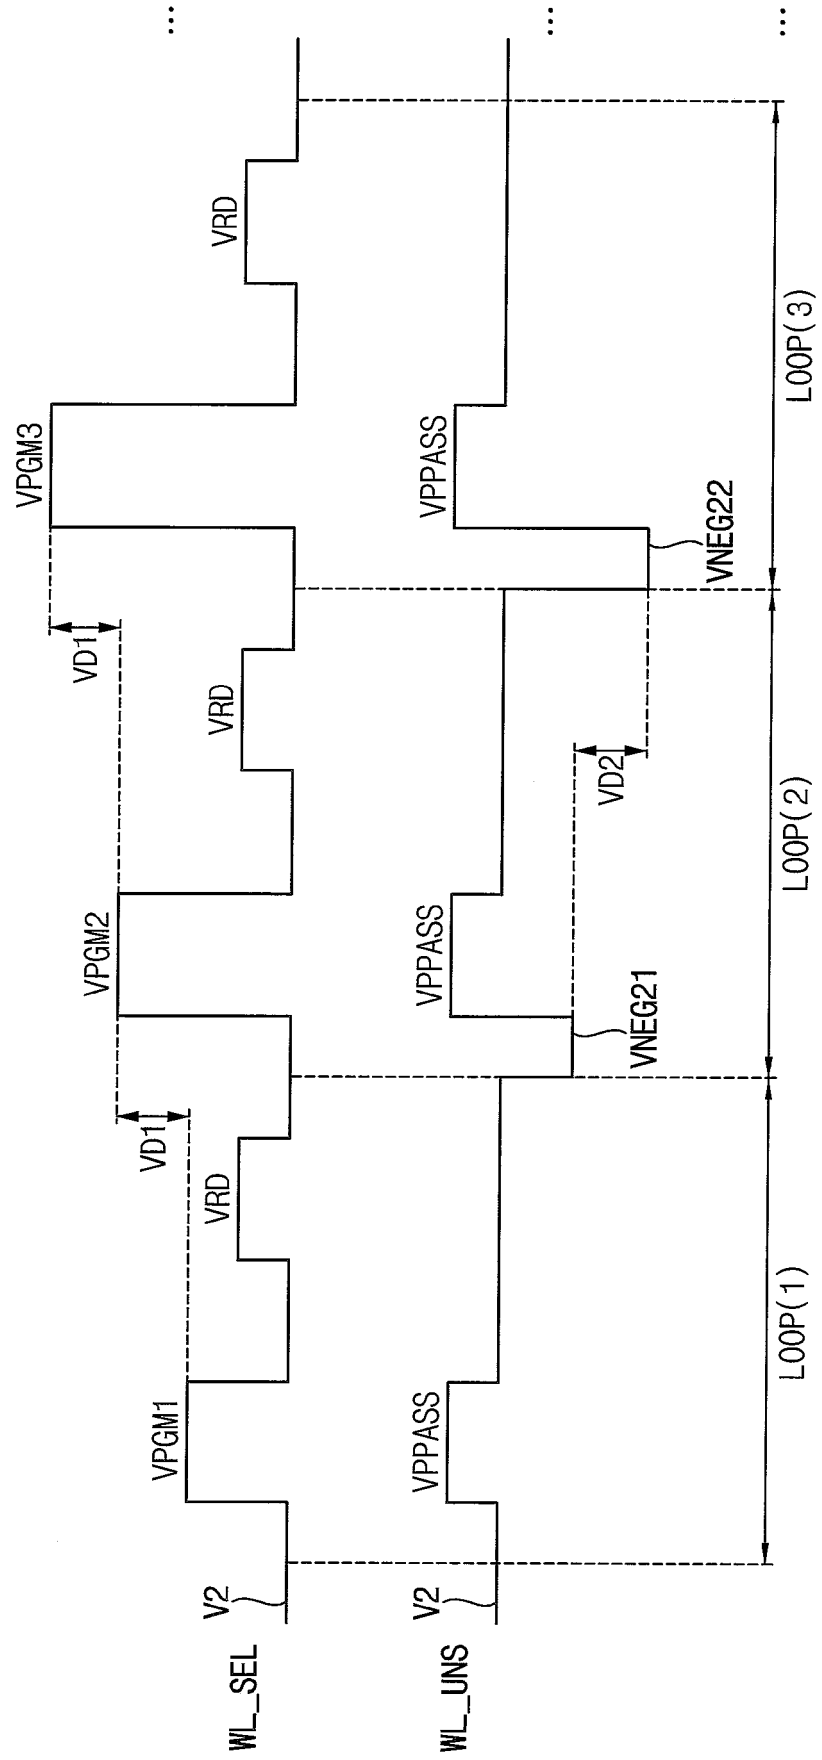 VPGM3
VD1
VPGM2
VD1
VPGM1
VRD
VRD
VRD
V2
WL_SEL
...
VPPASS
VPPASS
VPPASS
V2
WL_UNS
VNEG21
VD2
VNEG22
...
LOOP(1)
LOOP(2)
LOOP(3)
...